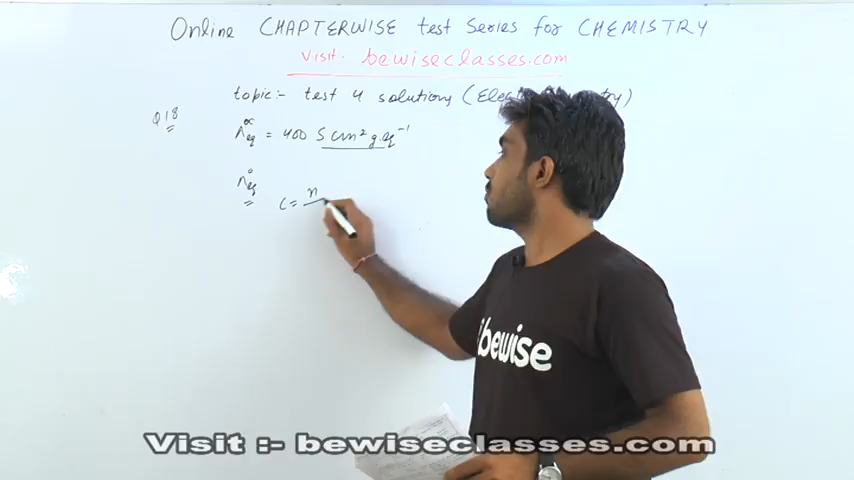 Online CHAPTERWISE test Series for CHEMISTRY
Visit. bewiseclasses.com
topic:- test 4 solutions (Elec
Q18
Λ∞eq = 400 S cm² g.eq⁻¹
Λ°eq
C = n
bewise
Visit :- bewiseclasses.com